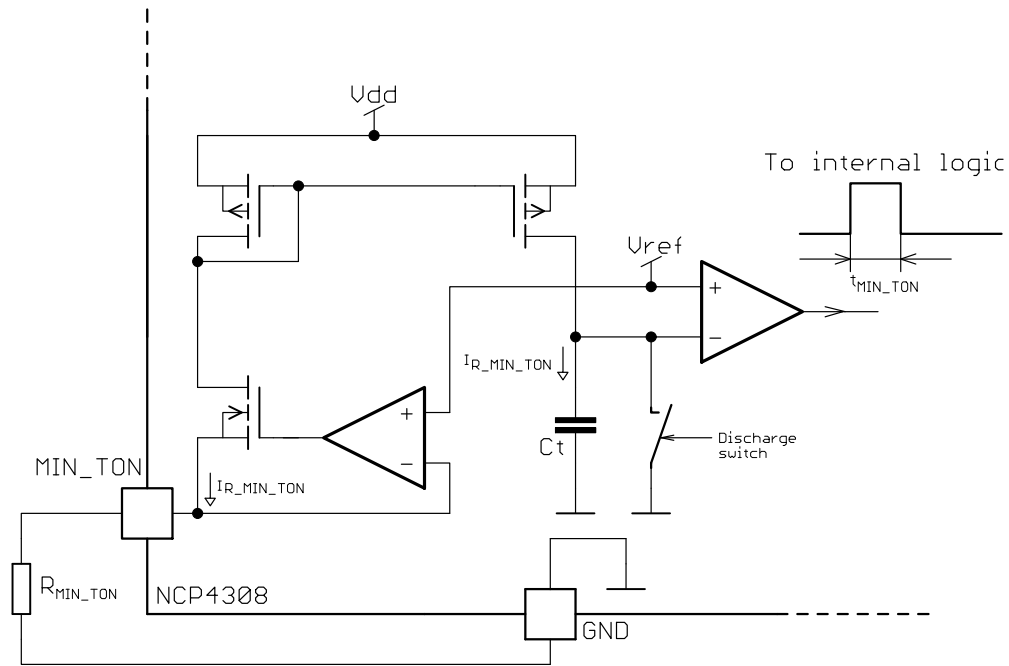 Vdd
To internal logic
Vref
+
tMIN_TON
−
IR_MIN_TON
+
Ct
−
Discharge
switch
MIN_TON
IR_MIN_TON
RMIN_TON
NCP4308
GND